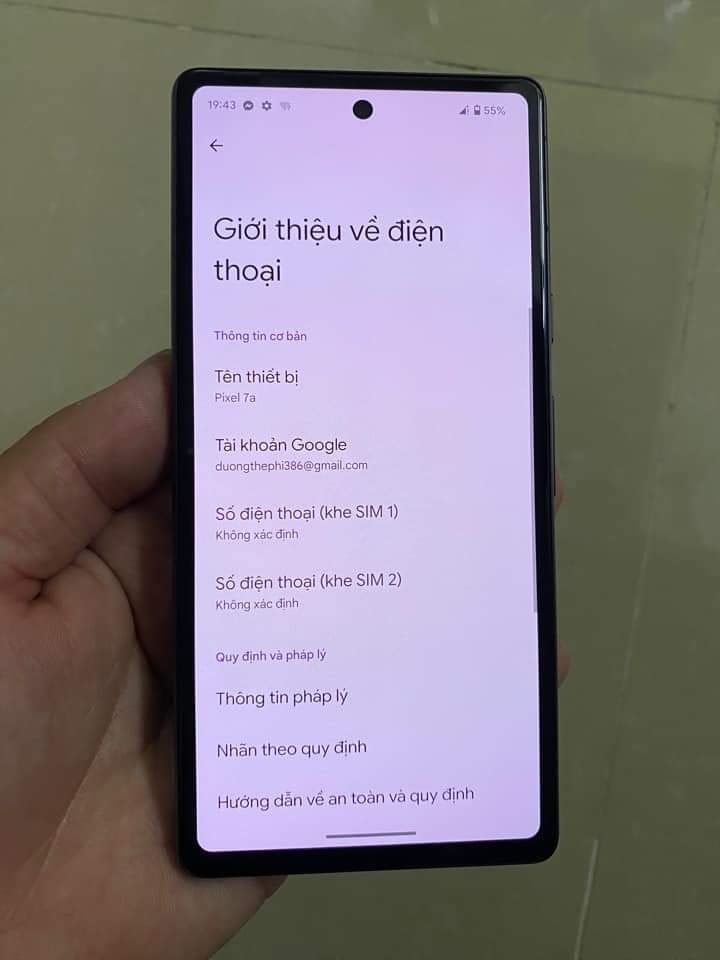 19:43
55%
Giới thiệu về điện
thoại
Thông tin cơ bản
Tên thiết bị
Pixel 7a
Tài khoản Google
duongthephi386@gmail.com
Số điện thoại (khe SIM 1)
Không xác định
Số điện thoại (khe SIM 2)
Không xác định
Quy định và pháp lý
Thông tin pháp lý
Nhãn theo quy định
Hướng dẫn về an toàn và quy định